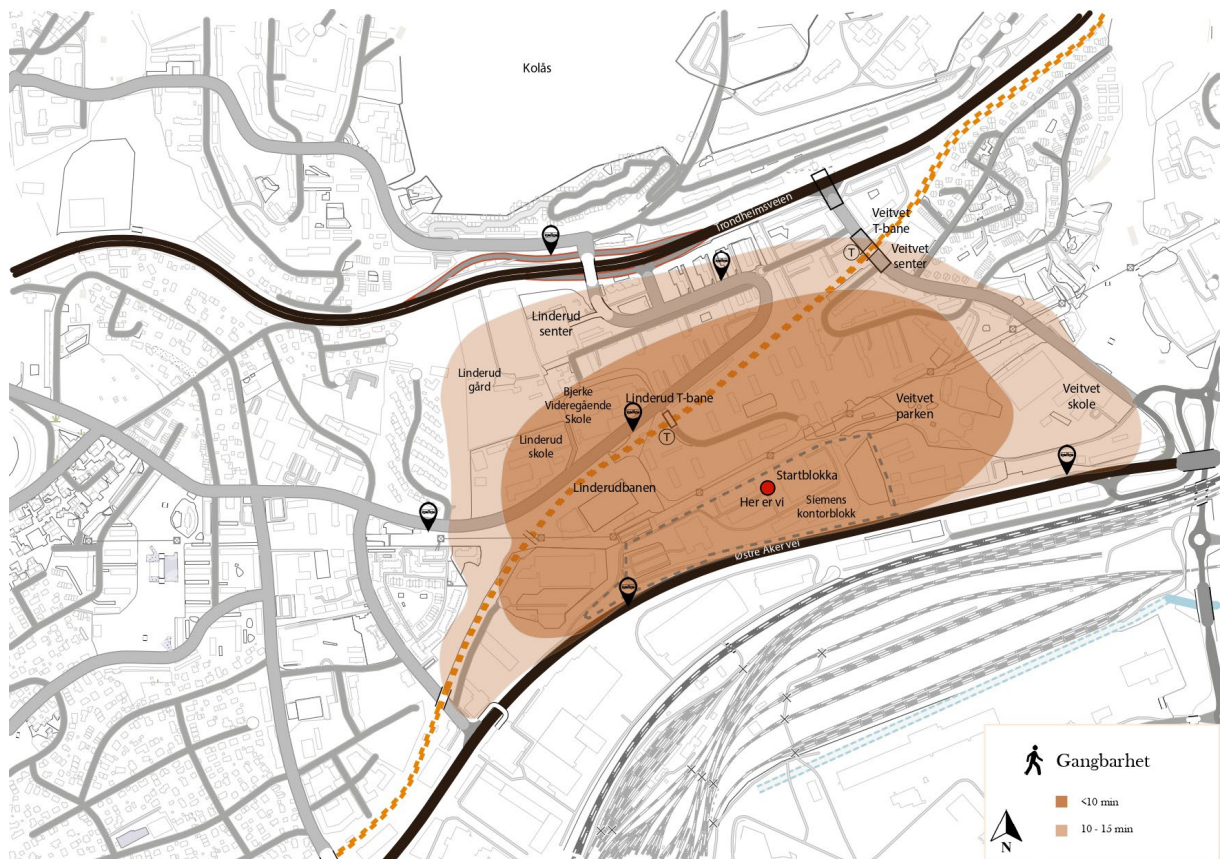 Kolås
Trondheimsveien
Veitvet
T-bane
Veitvet
senter
T
Linderud
senter
Linderud
gård
Bjerke
Videregående
Skole
Linderud T-bane
T
Veitvet
parken
Veitvet
skole
Linderud
skole
Linderudbanen
Startblokka
Her er vi
Siemens
kontorblokk
Østre Aker vei
Gangbarhet
<10 min
10 - 15 min
N